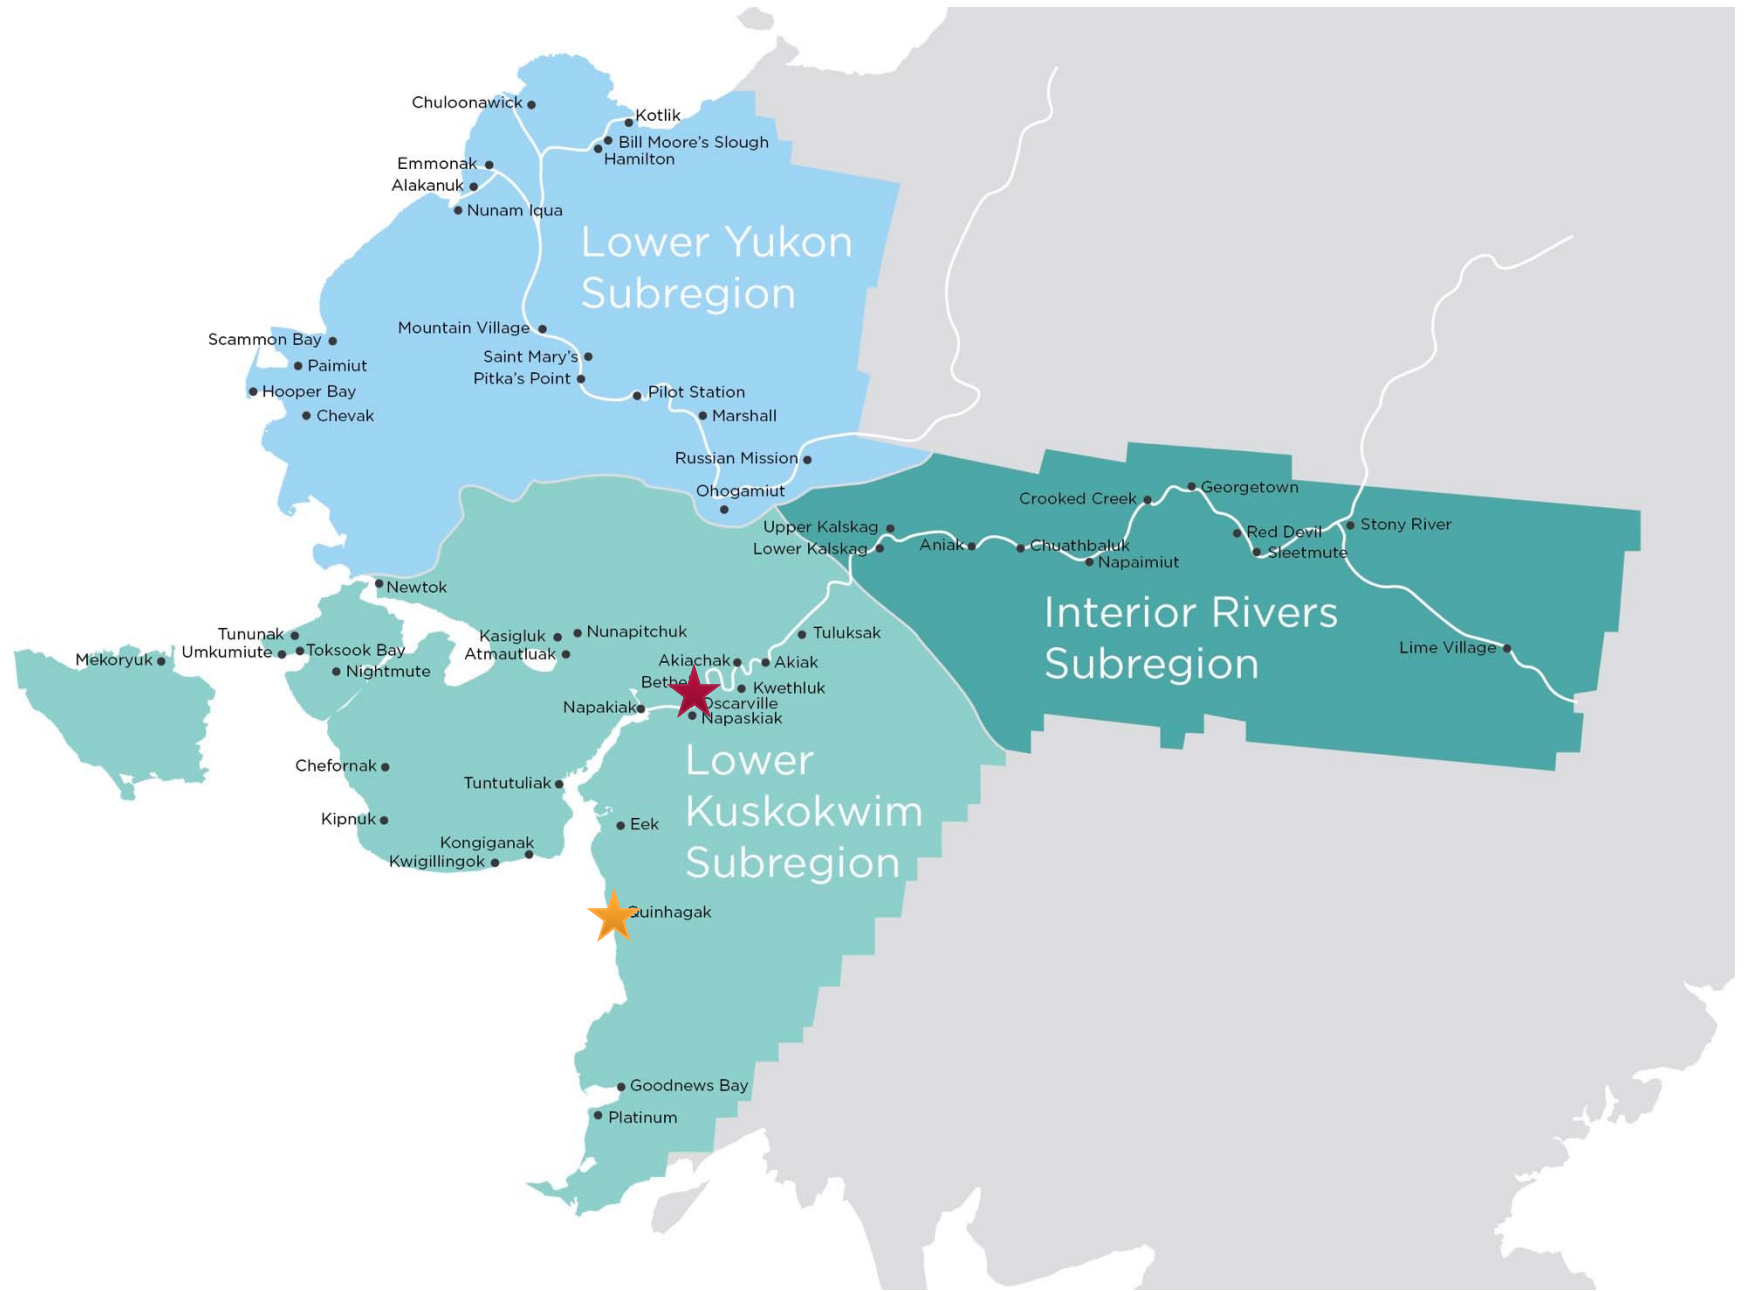 Chuloonawick
Kotlik
Bill Moore's Slough
Hamilton
Emmonak
Alakanuk
Nunam Iqua
Lower Yukon
Subregion
Mountain Village
Scammon Bay
Saint Mary's
Paimiut
Pitka's Point
Hooper Bay
Pilot Station
Chevak
Marshall
Russian Mission
Ohogamiut
Georgetown
Crooked Creek
Upper Kalskag
Stony River
Red Devil
Lower Kalskag
Aniak
Chuathbaluk
Sleetmute
Napaimiut
Newtok
Interior Rivers
Subregion
Tununak
Kasigluk
Nunapitchuk
Tuluksak
Umkumiute
Toksook Bay
Atmautluak
Lime Village
Mekoryuk
Nightmute
Akiachak
Akiak
Bethel
Kwethluk
Oscarville
Napakiak
Napaskiak
Lower
Kuskokwim
Subregion
Chefornak
Tuntutuliak
Kipnuk
Eek
Kongiganak
Kwigillingok
Quinhagak
Goodnews Bay
Platinum